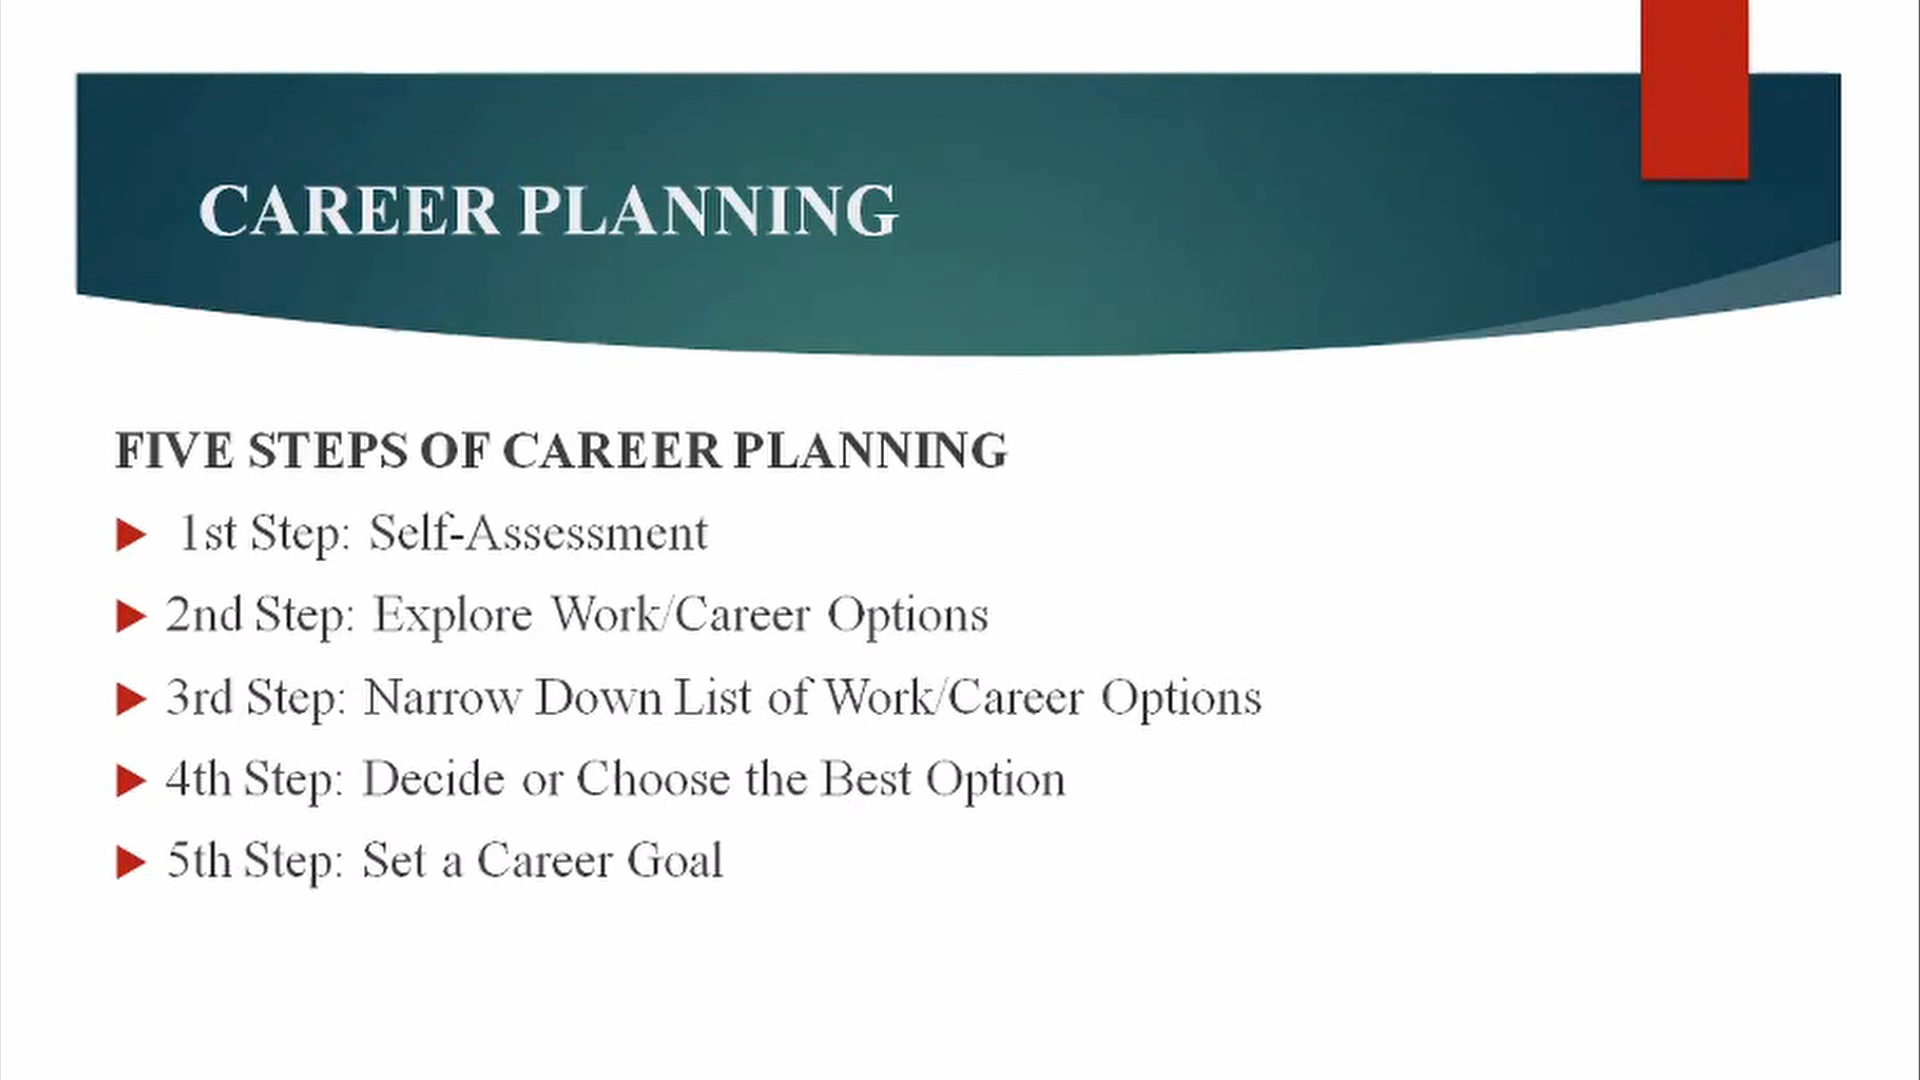 CAREER PLANNING
FIVE STEPS OF CAREER PLANNING
1st Step: Self-Assessment
2nd Step: Explore Work/Career Options
3rd Step: Narrow Down List of Work/Career Options
4th Step: Decide or Choose the Best Option
5th Step: Set a Career Goal